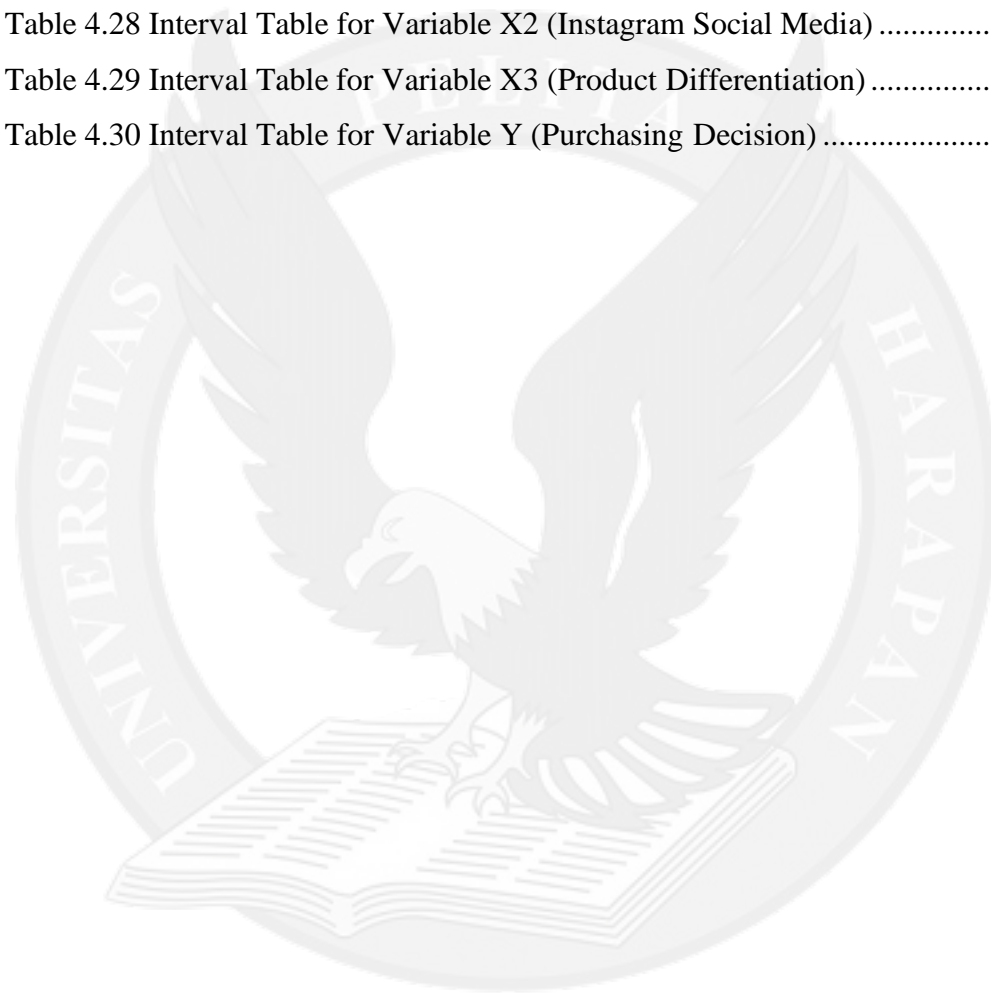 Table 4.28 Interval Table for Variable X2 (Instagram Social Media) ..............
Table 4.29 Interval Table for Variable X3 (Product Differentiation) ...............
Table 4.30 Interval Table for Variable Y (Purchasing Decision) .....................
UNIVERSITAS PELITA HARAPAN